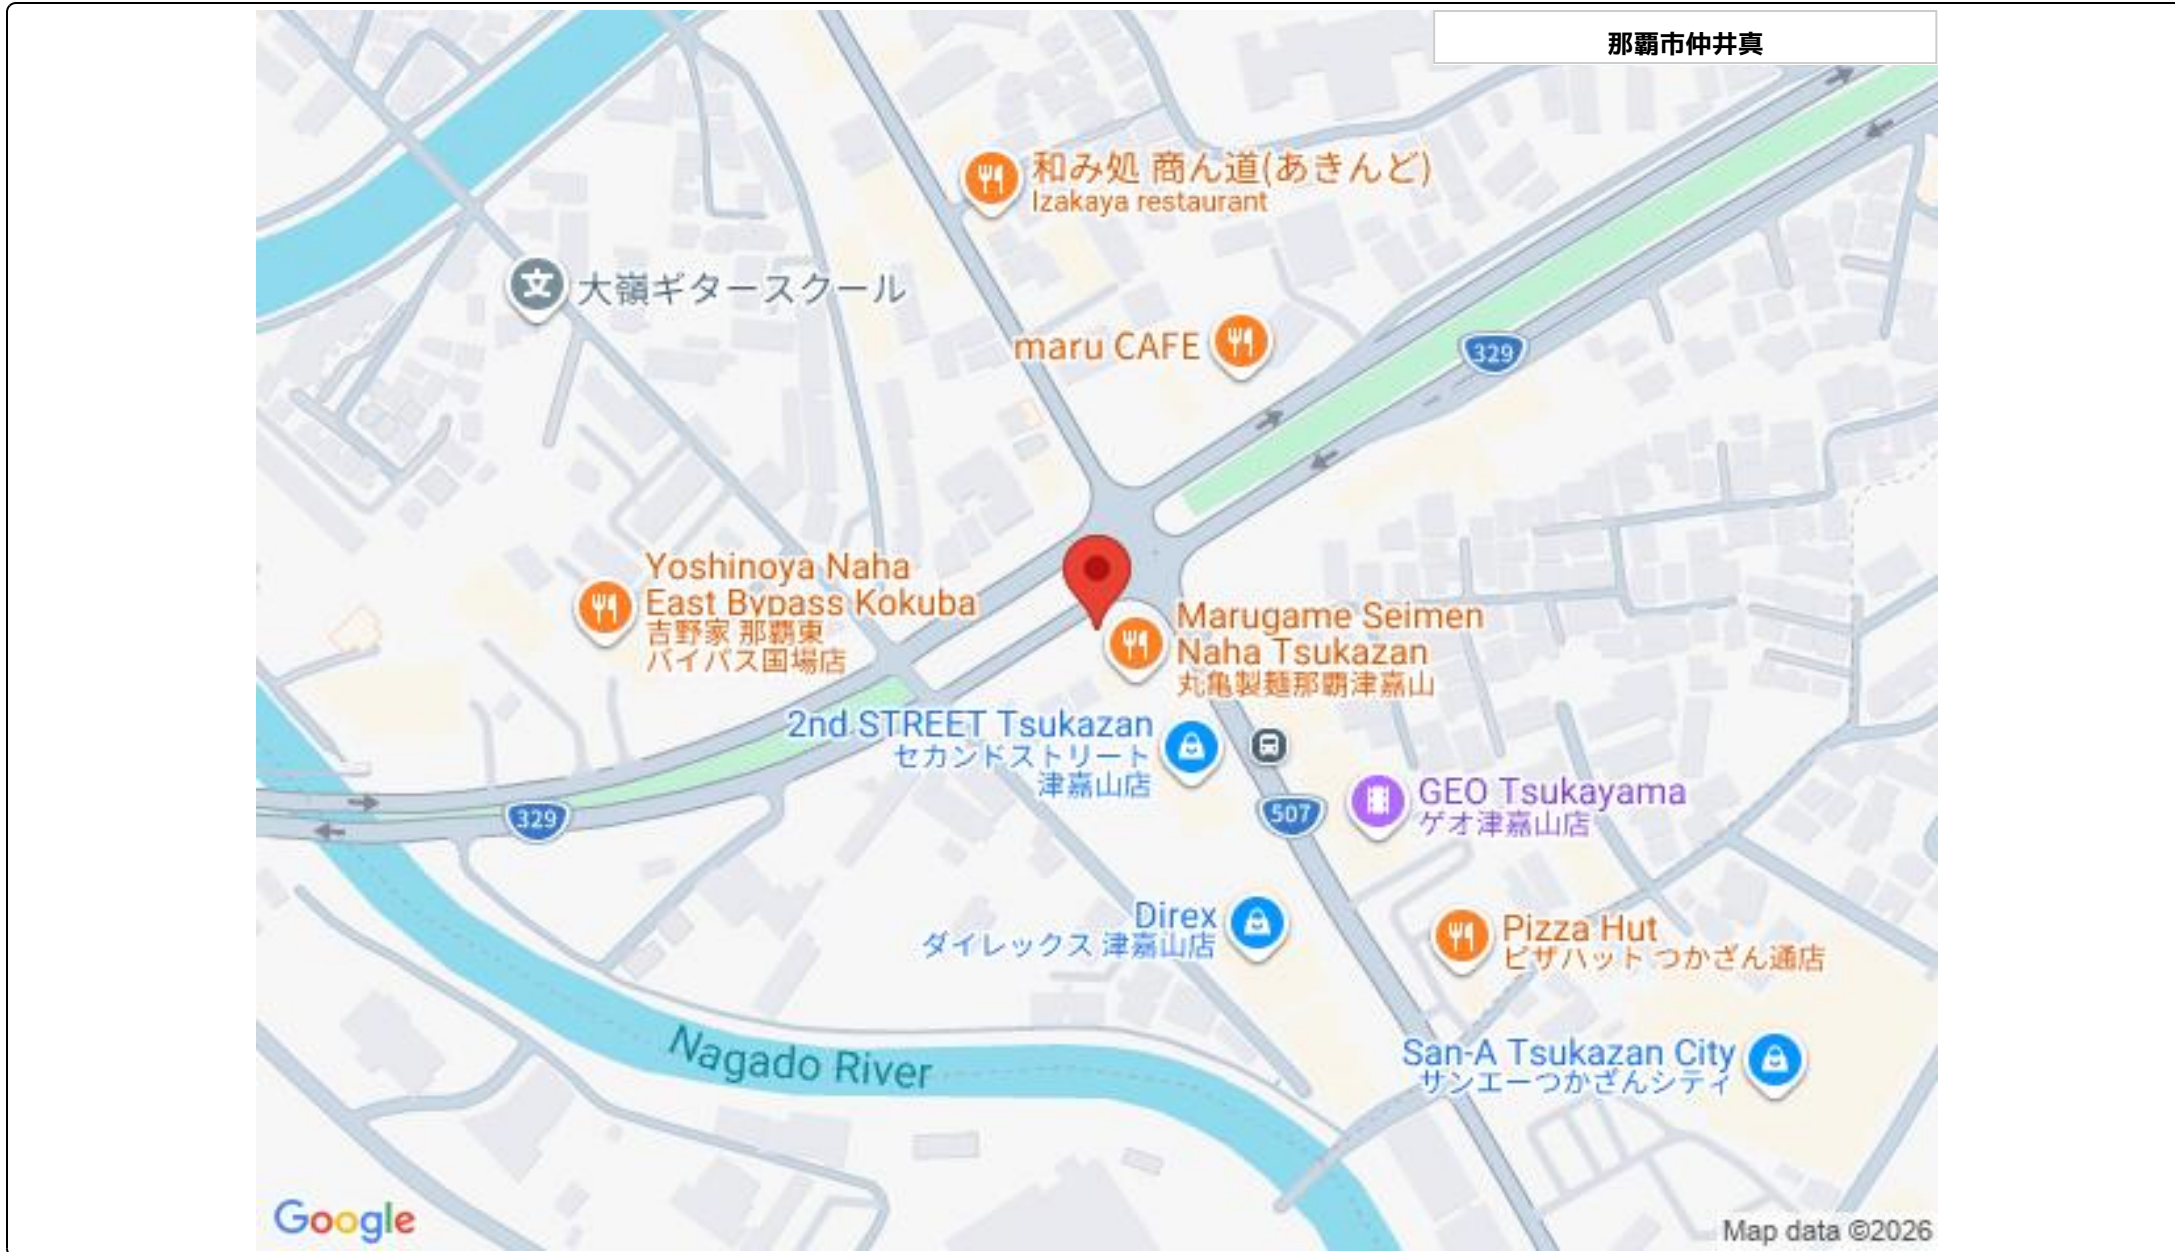 那覇市仲井真
和み処 商ん道(あきんど)
Izakaya restaurant
大嶺ギタースクール
maru CAFE
329
Yoshinoya Naha
East Bypass Kokuba
吉野家 那覇東
バイパス国場店
Marugame Seimen
Naha Tsukazan
丸亀製麺那覇津嘉山
2nd STREET Tsukazan
セカンドストリート
津嘉山店
329
507
GEO Tsukayama
ゲオ津嘉山店
Direx
ダイレックス 津嘉山店
Pizza Hut
ピザハット つかざん通店
Nagado River
San-A Tsukazan City
サンエーつかざんシティ
Google
Map data ©2026
文